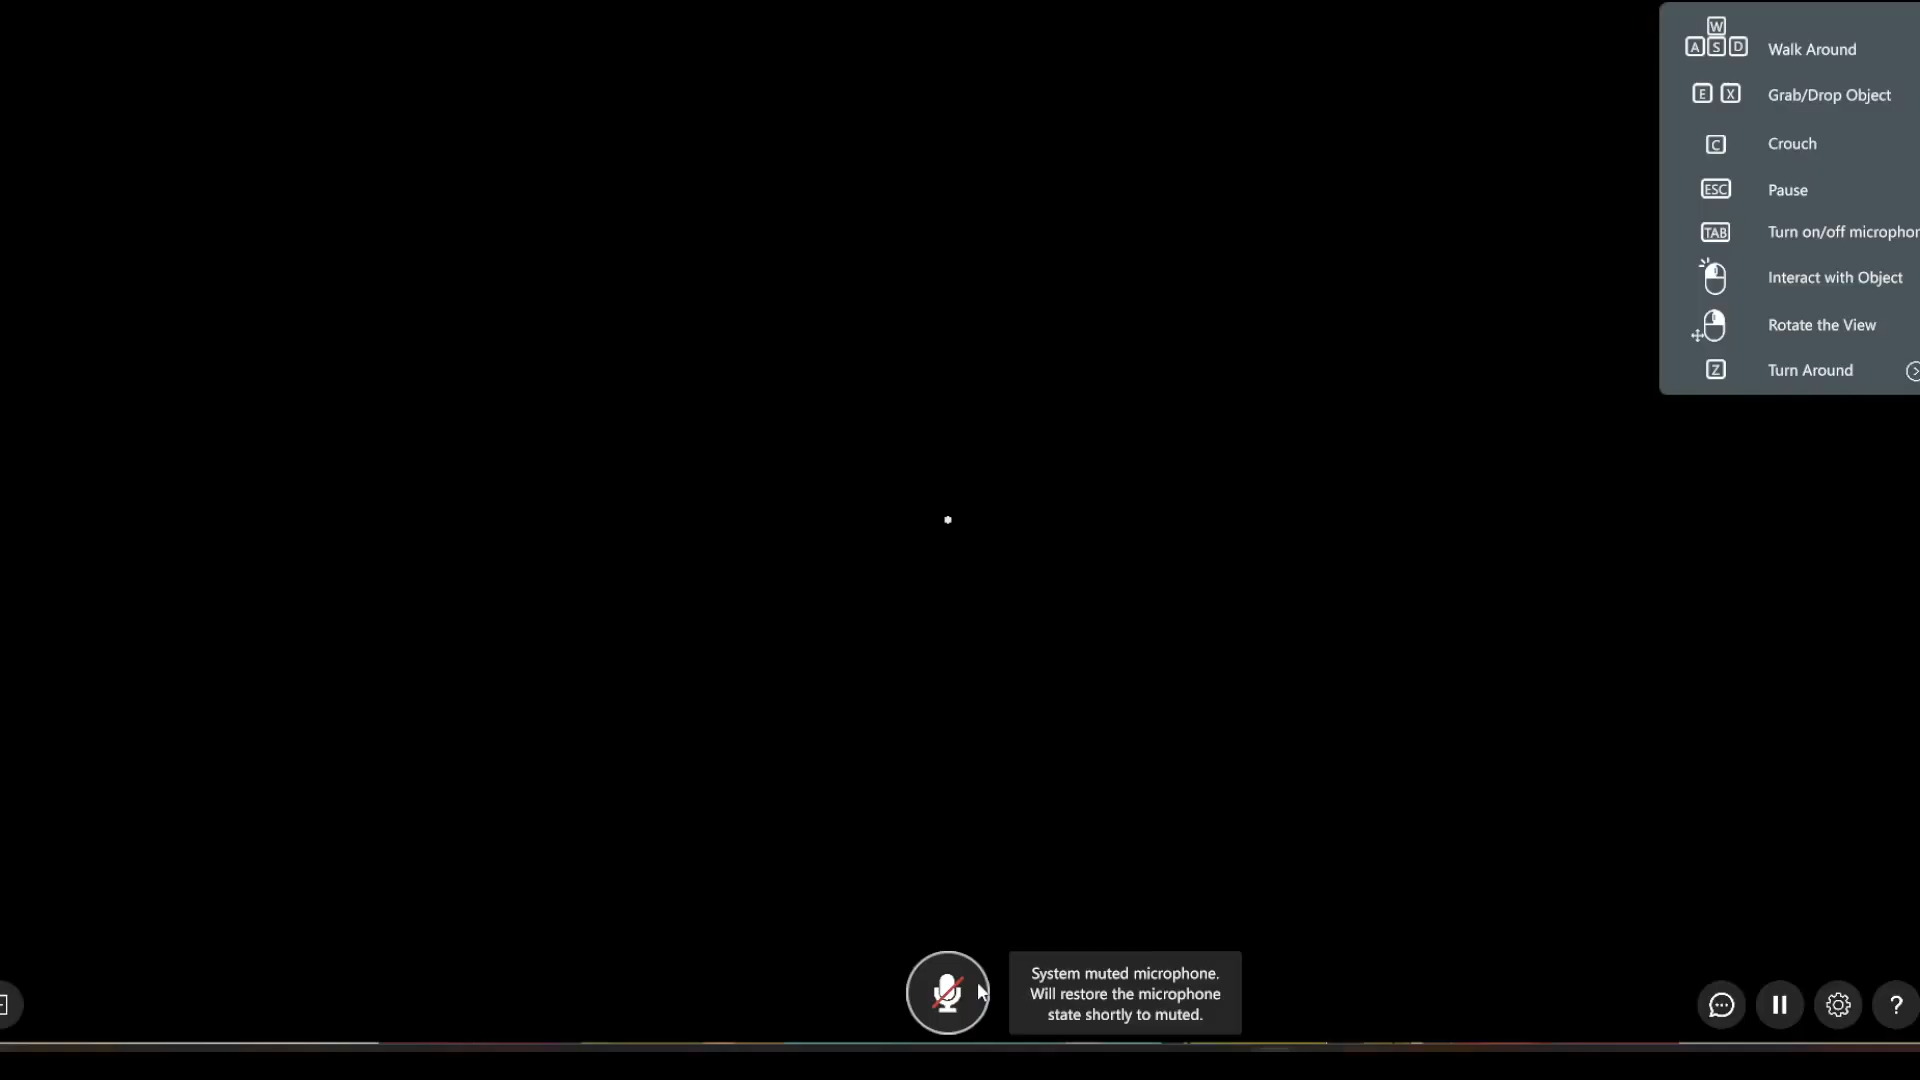 W
A S D Walk Around
E X Grab/Drop Object
C Crouch
ESC Pause
TAB Turn on/off microphon
Interact with Object
Rotate the View
Z Turn Around
System muted microphone.
Will restore the microphone
state shortly to muted.
?